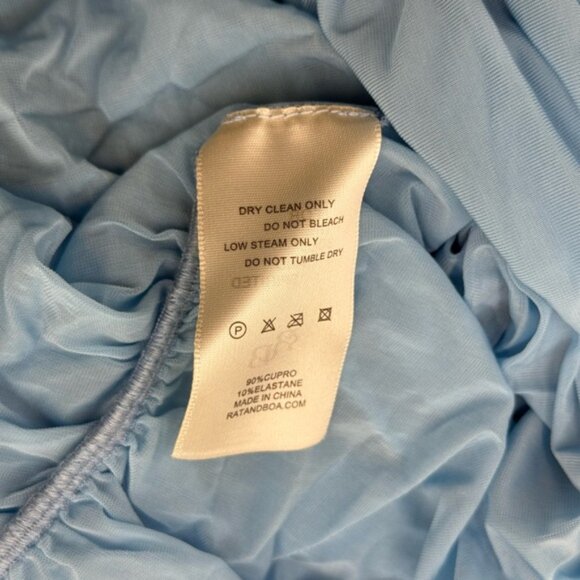 DRY CLEAN ONLY
DO NOT BLEACH
LOW STEAM ONLY
DO NOT TUMBLE DRY
P
90%CUPRO
10%ELASTANE
MADE IN CHINA
RATANDBOA.COM